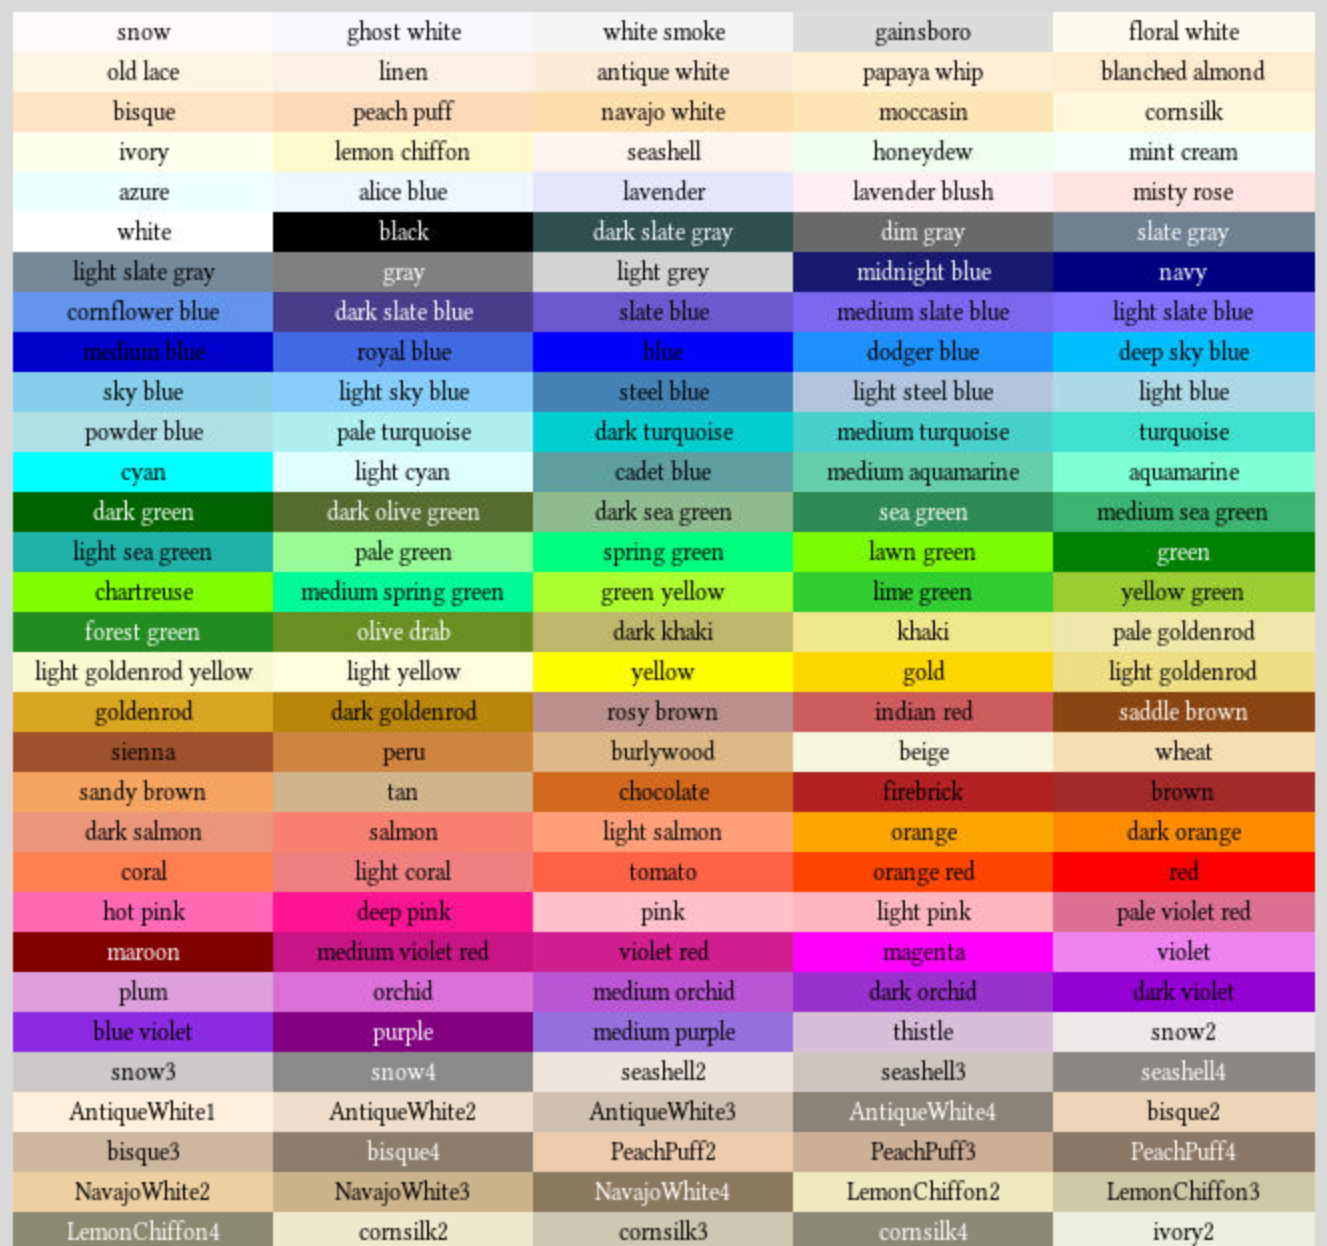 snow ghost white white smoke gainsboro floral white
old lace linen antique white papaya whip blanched almond
bisque peach puff navajo white moccasin cornsilk
ivory lemon chiffon seashell honeydew mint cream
azure alice blue lavender lavender blush misty rose
white black dark slate gray dim gray slate gray
light slate gray gray light grey midnight blue navy
cornflower blue dark slate blue slate blue medium slate blue light slate blue
medium blue royal blue blue dodger blue deep sky blue
sky blue light sky blue steel blue light steel blue light blue
powder blue pale turquoise dark turquoise medium turquoise turquoise
cyan light cyan cadet blue medium aquamarine aquamarine
dark green dark olive green dark sea green sea green medium sea green
light sea green pale green spring green lawn green green
chartreuse medium spring green green yellow lime green yellow green
forest green olive drab dark khaki khaki pale goldenrod
light goldenrod yellow light yellow yellow gold light goldenrod
goldenrod dark goldenrod rosy brown indian red saddle brown
sienna peru burlywood beige wheat
sandy brown tan chocolate firebrick brown
dark salmon salmon light salmon orange dark orange
coral light coral tomato orange red red
hot pink deep pink pink light pink pale violet red
maroon medium violet red violet red magenta violet
plum orchid medium orchid dark orchid dark violet
blue violet purple medium purple thistle snow2
snow3 snow4 seashell2 seashell3 seashell4
AntiqueWhite1 AntiqueWhite2 AntiqueWhite3 AntiqueWhite4 bisque2
bisque3 bisque4 PeachPuff2 PeachPuff3 PeachPuff4
NavajoWhite2 NavajoWhite3 NavajoWhite4 LemonChiffon2 LemonChiffon3
LemonChiffon4 cornsilk2 cornsilk3 cornsilk4 ivory2